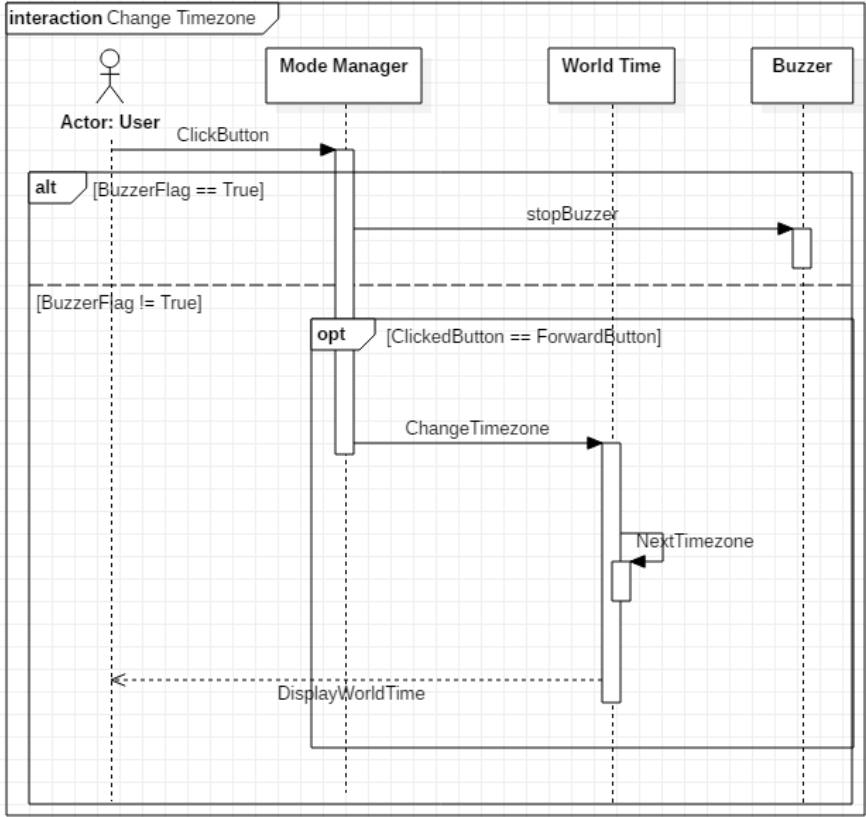 interaction Change Timezone
Mode Manager
World Time
Buzzer
Actor: User
ClickButton
alt
[BuzzerFlag == True]
stopBuzzer
[BuzzerFlag != True]
opt
[ClickedButton == ForwardButton]
ChangeTimezone
NextTimezone
DisplayWorldTime